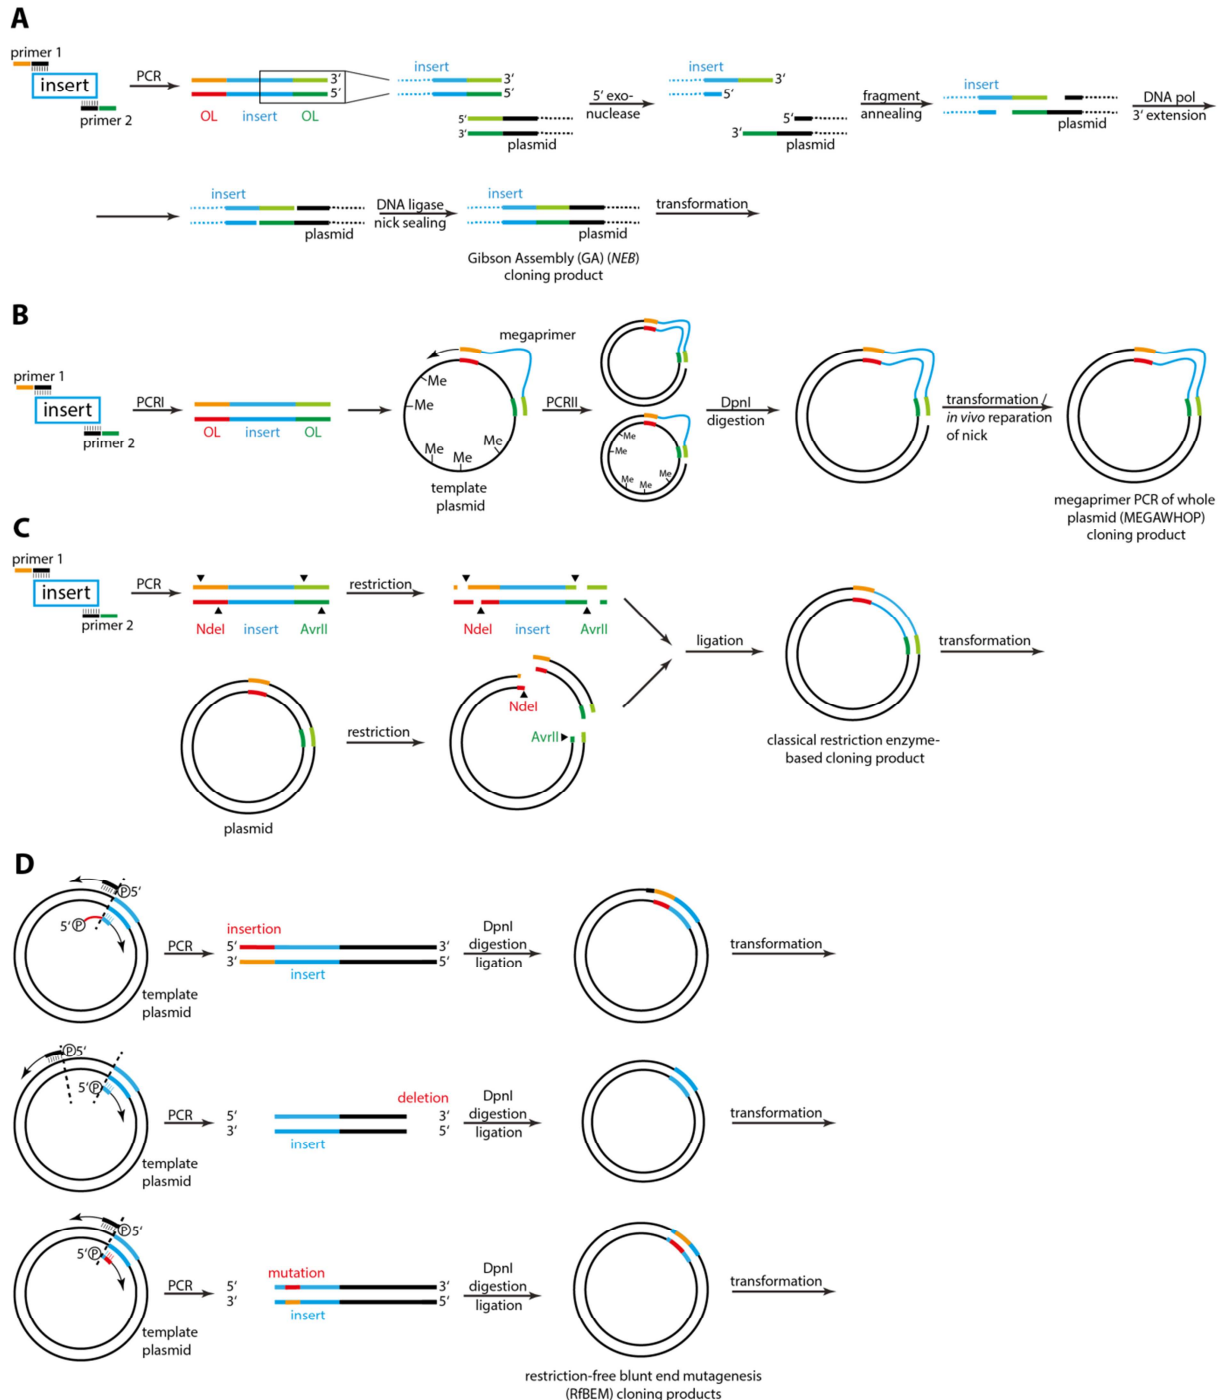 A
primer 1
insert
primer 2
PCR
3‘
5‘
OL insert OL
insert
3‘
5‘
5‘
3‘
plasmid
5‘ exo-
nuclease
insert
3‘
5‘
5‘
3‘
plasmid
fragment
annealing
insert
plasmid
DNA pol
3‘ extension
insert
plasmid
DNA ligase
nick sealing
insert
plasmid
Gibson Assembly (GA) (NEB)
cloning product
transformation
B
primer 1
insert
primer 2
PCRI
OL insert OL
megaprimer
Me
Me
Me
Me
Me
template
plasmid
PCRII
Me
Me
Me
Me
Me
DpnI
digestion
transformation /
in vivo reparation
of nick
megaprimer PCR of whole
plasmid (MEGAWHOP)
cloning product
C
primer 1
insert
primer 2
PCR
NdeI insert AvrII
restriction
NdeI insert AvrII
plasmid
restriction
NdeI
AvrII
ligation
classical restriction enzyme-
based cloning product
transformation
D
P 5‘
5‘ P
template
plasmid
PCR
insertion
5‘ 3‘
3‘ 5‘
insert
DpnI
digestion
ligation
transformation
P 5‘
5‘ P
template
plasmid
PCR
deletion
5‘ 3‘
3‘ 5‘
insert
DpnI
digestion
ligation
transformation
P 5‘
5‘ P
template
plasmid
PCR
mutation
5‘ 3‘
3‘ 5‘
insert
DpnI
digestion
ligation
transformation
restriction-free blunt end mutagenesis
(RfBEM) cloning products